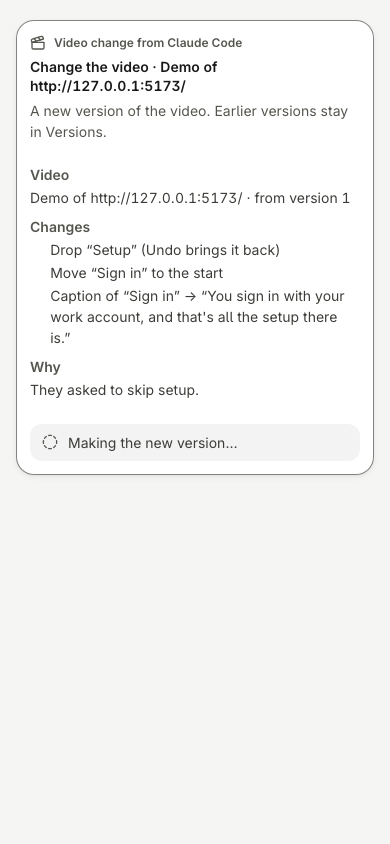 Video change from Claude Code
Change the video · Demo of
http://127.0.0.1:5173/
A new version of the video. Earlier versions stay
in Versions.
Video
Demo of http://127.0.0.1:5173/ · from version 1
Changes
Drop “Setup” (Undo brings it back)
Move “Sign in” to the start
Caption of “Sign in” → “You sign in with your
work account, and that's all the setup there
is.”
Why
They asked to skip setup.
Making the new version...